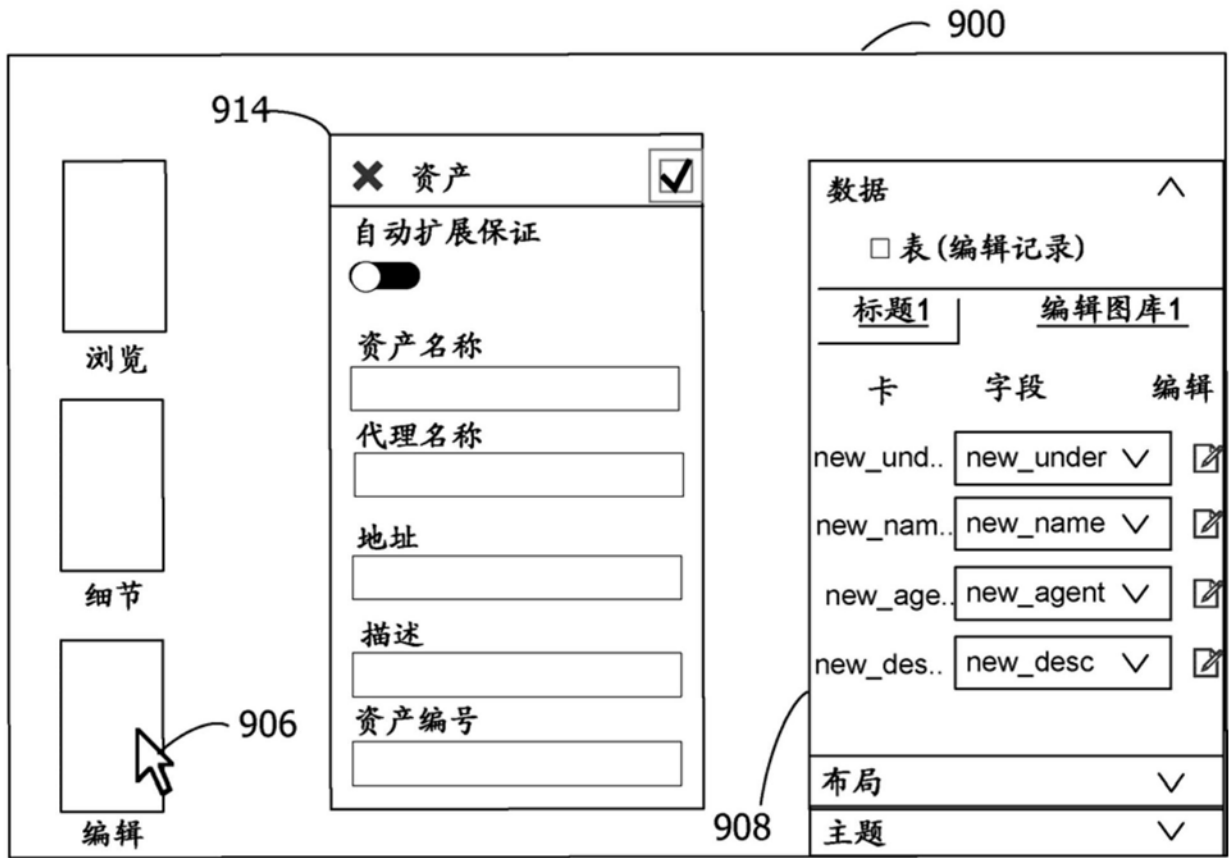 900
914
资产
自动扩展保证
资产名称
代理名称
地址
描述
资产编号
浏览
细节
906
编辑
数据
表(编辑记录)
标题1 编辑图库1
卡 字段 编辑
new_und.. new_under
new_nam.. new_name
new_age.. new_agent
new_des.. new_desc
布局
908
主题